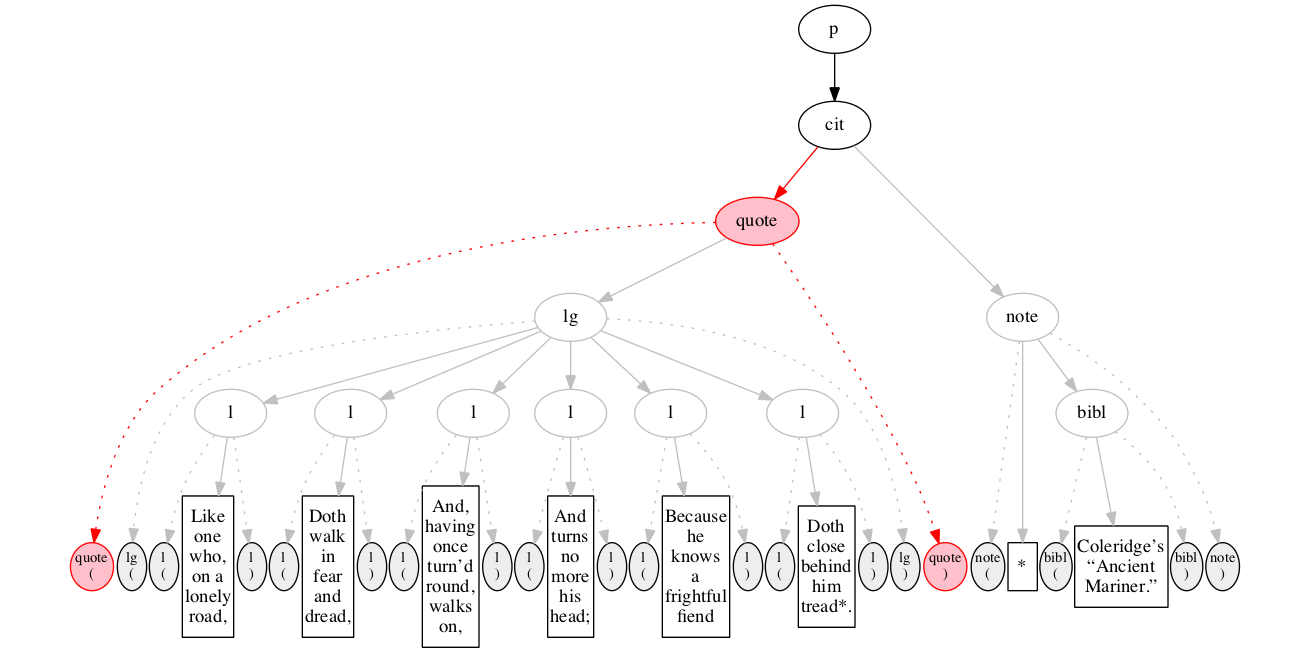 p
cit
quote
lg
note
l
l
l
l
l
l
bibl
quote
(
lg
(
l
(
Like
one
who,
on a
lonely
road,
l
)
l
(
Doth
walk
in
fear
and
dread,
l
)
l
(
And,
having
once
turn’d
round,
walks
on,
l
)
l
(
And
turns
no
more
his
head;
l
)
l
(
Because
he
knows
a
frightful
fiend
l
)
l
(
Doth
close
behind
him
tread*.
l
)
lg
)
quote
)
note
(
*
bibl
(
Coleridge’s
“Ancient
Mariner.”
bibl
)
note
)